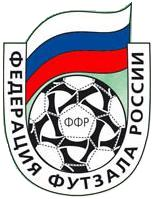 ФФР
ФЕДЕРАЦИЯ ФУТЗАЛА РОССИИ